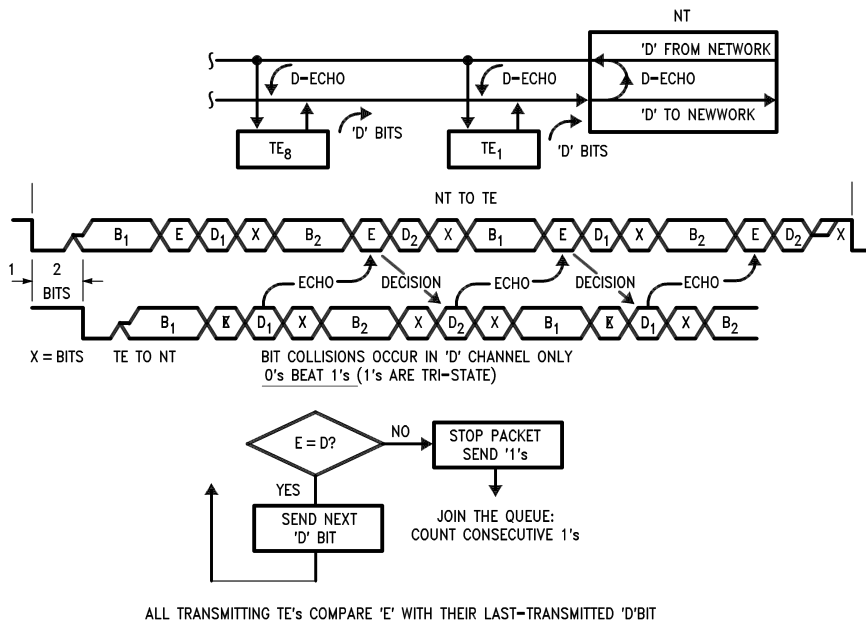 NT
'D' FROM NETWORK
D-ECHO
D-ECHO
D-ECHO
'D' TO NEWWORK
'D' BITS
'D' BITS
TE8
TE1
NT TO TE
B1 E D1 X B2 E D2 X B1 E D1 X B2 E D2 X
1 2
BITS
ECHO DECISION ECHO DECISION ECHO
B1 D1 X B2 X D2 X B1 D1 X B2
X = BITS TE TO NT BIT COLLISIONS OCCUR IN 'D' CHANNEL ONLY
0's BEAT 1's (1's ARE TRI-STATE)
E = D?
NO
STOP PACKET
SEND '1's
YES
SEND NEXT
'D' BIT
JOIN THE QUEUE:
COUNT CONSECUTIVE 1's
ALL TRANSMITTING TE's COMPARE 'E' WITH THEIR LAST-TRANSMITTED 'D'BIT